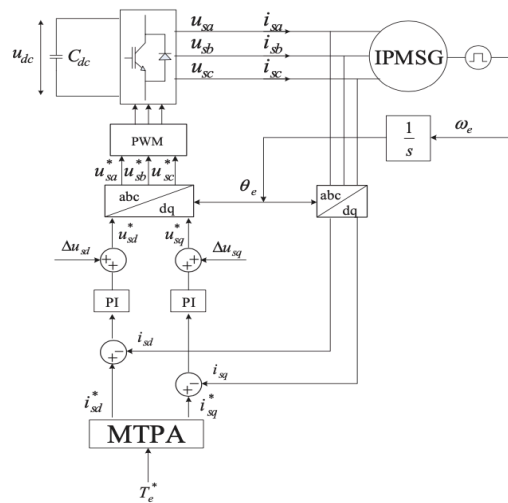 u_dc
C_dc
u_sa
i_sa
u_sb
i_sb
u_sc
i_sc
IPMSG
PWM
u_sa^*
u_sb^*
u_sc^*
abc
dq
θ_e
abc
dq
1/s
ω_e
u_sd^*
u_sq^*
Δu_sd
+
+
+
+
Δu_sq
PI
PI
i_sd
+
−
i_sq
+
−
i_sd^*
i_sq^*
MTPA
T_e^*